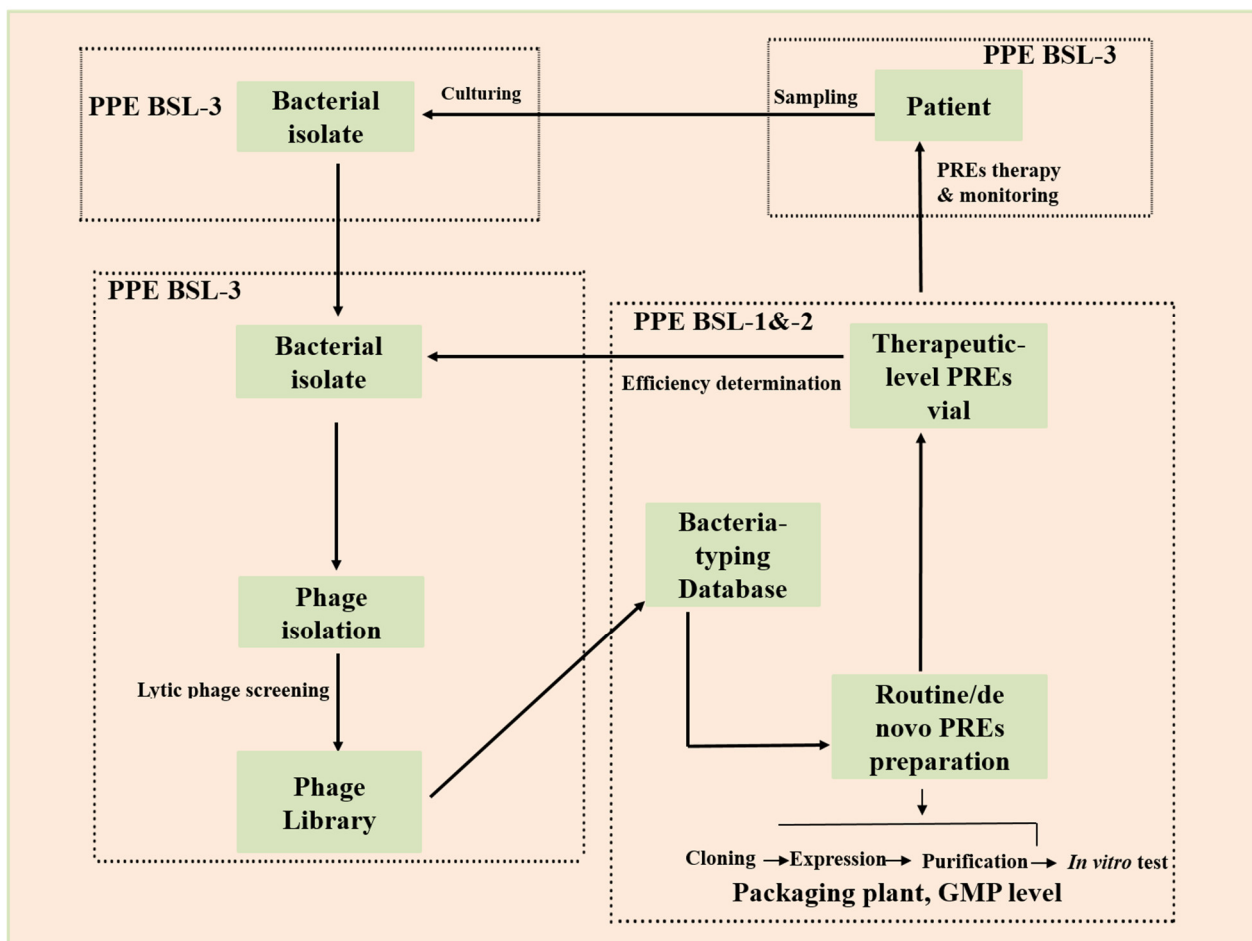 PPE BSL-3
Bacterial
isolate
Culturing
Sampling
PPE BSL-3
Patient
PREs therapy
& monitoring
PPE BSL-3
Bacterial
isolate
Phage
isolation
Lytic phage screening
Phage
Library
PPE BSL-1&-2
Therapeutic-
level PREs
vial
Efficiency determination
Bacteria-
typing
Database
Routine/de
novo PREs
preparation
Cloning Expression Purification In vitro test
Packaging plant, GMP level